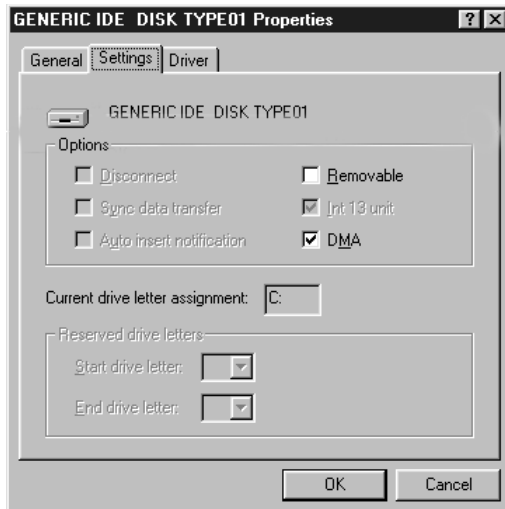 GENERIC IDE DISK TYPE01 Properties
General Settings Driver
GENERIC IDE DISK TYPE01
Options
Disconnect Removable
Sync data transfer Int 13 unit
Auto insert notification DMA
Current drive letter assignment: C:
Reserved drive letters
Start drive letter:
End drive letter:
OK Cancel